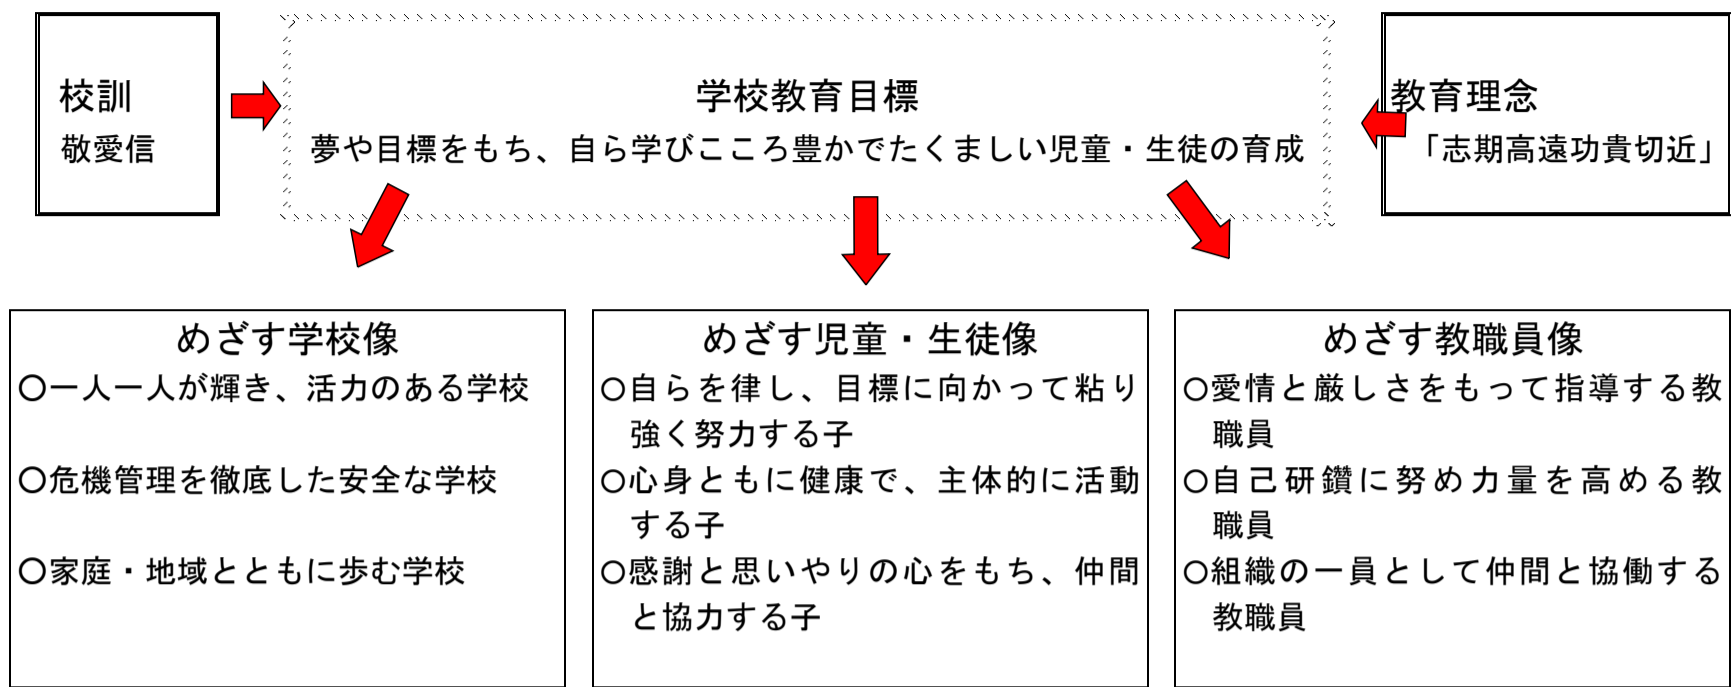 校訓
敬愛信
学校教育目標
夢や目標をもち、自ら学びこころ豊かでたくましい児童・生徒の育成
教育理念
「志期高遠功貴切近」
めざす学校像
〇一人一人が輝き、活力のある学校
〇危機管理を徹底した安全な学校
〇家庭・地域とともに歩む学校
めざす児童・生徒像
〇自らを律し、目標に向かって粘り
強く努力する子
〇心身ともに健康で、主体的に活動
する子
〇感謝と思いやりの心をもち、仲間
と協力する子
めざす教職員像
〇愛情と厳しさをもって指導する教
職員
〇自己研鑽に努め力量を高める教
職員
〇組織の一員として仲間と協働する
教職員